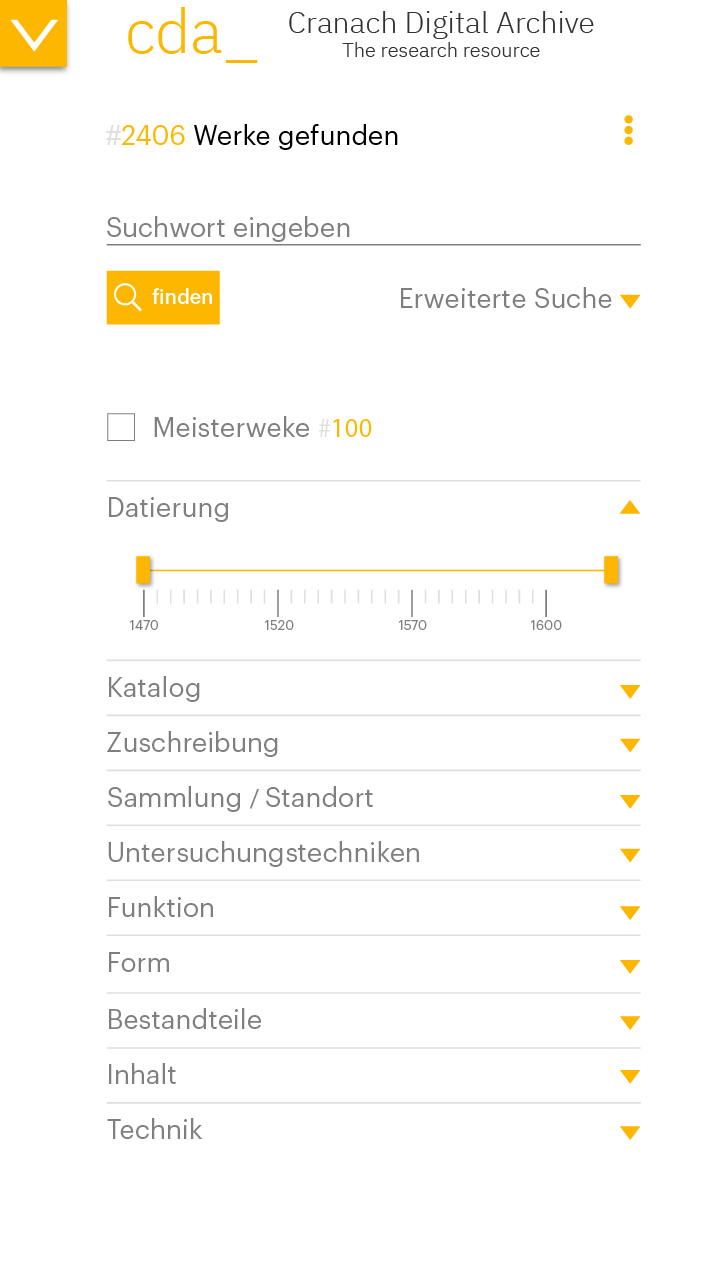 cda_
Cranach Digital Archive
The research resource
#2406 Werke gefunden
Suchwort eingeben
finden
Erweiterte Suche
Meisterweke #100
Datierung
1470 1520 1570 1600
Katalog
Zuschreibung
Sammlung / Standort
Untersuchungstechniken
Funktion
Form
Bestandteile
Inhalt
Technik